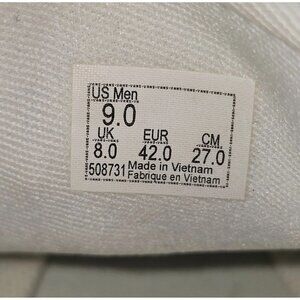 US Men
9.0
UK EUR CM
8.0 42.0 27.0
508731 Made in Vietnam
Fabrique en Vietnam